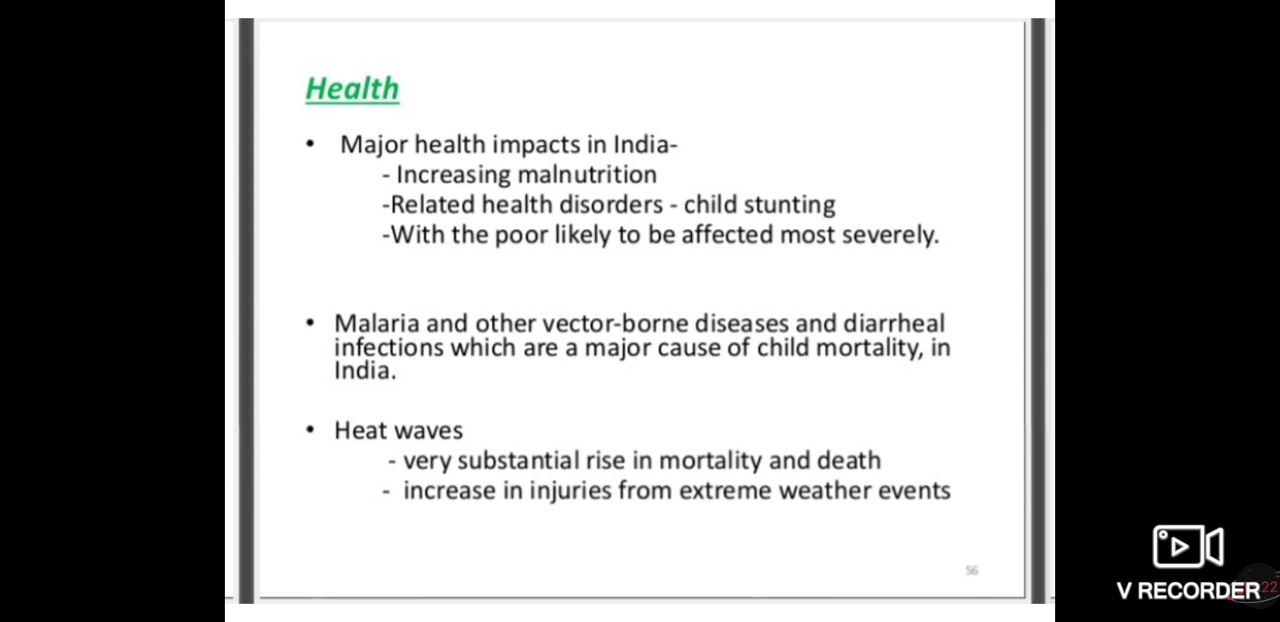 Health
• Major health impacts in India-
- Increasing malnutrition
-Related health disorders - child stunting
-With the poor likely to be affected most severely.
• Malaria and other vector-borne diseases and diarrheal
infections which are a major cause of child mortality, in
India.
• Heat waves
- very substantial rise in mortality and death
- increase in injuries from extreme weather events
56
V RECORDER
22